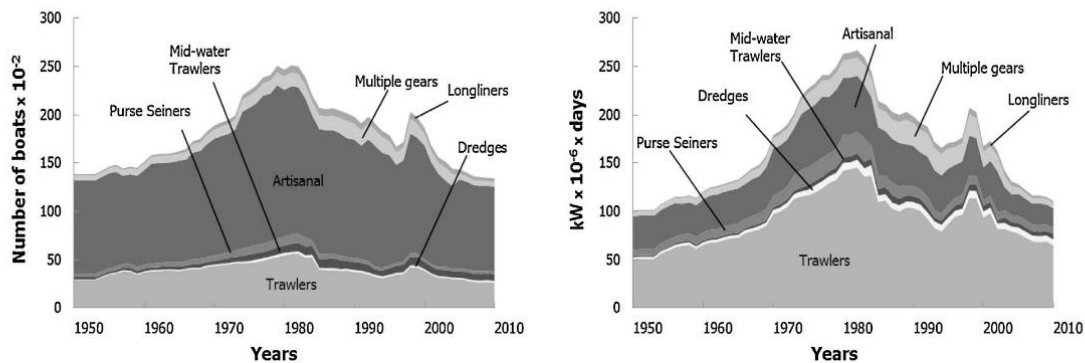 Number of boats x 10-2
300
250
200
150
100
50
0
Mid-water
Trawlers
Purse Seiners
Multiple gears
Longliners
Dredges
Artisanal
Trawlers
1950
1960
1970
1980
1990
2000
2010
Years
kW x 10-6 x days
300
250
200
150
100
50
0
Mid-water
Trawlers
Artisanal
Dredges
Multiple gears
Longliners
Purse Seiners
Trawlers
1950
1960
1970
1980
1990
2000
2010
Years